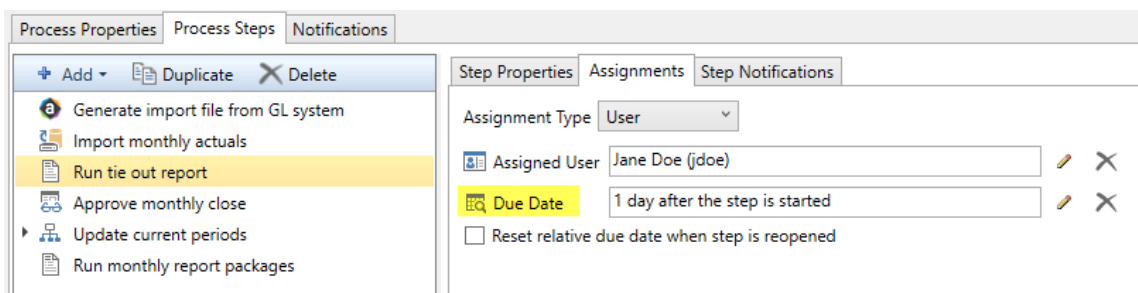 Process Properties Process Steps Notifications
Add Duplicate Delete
Generate import file from GL system
Import monthly actuals
Run tie out report
Approve monthly close
Update current periods
Run monthly report packages
Step Properties Assignments Step Notifications
Assignment Type User
Assigned User Jane Doe (jdoe)
Due Date 1 day after the step is started
Reset relative due date when step is reopened